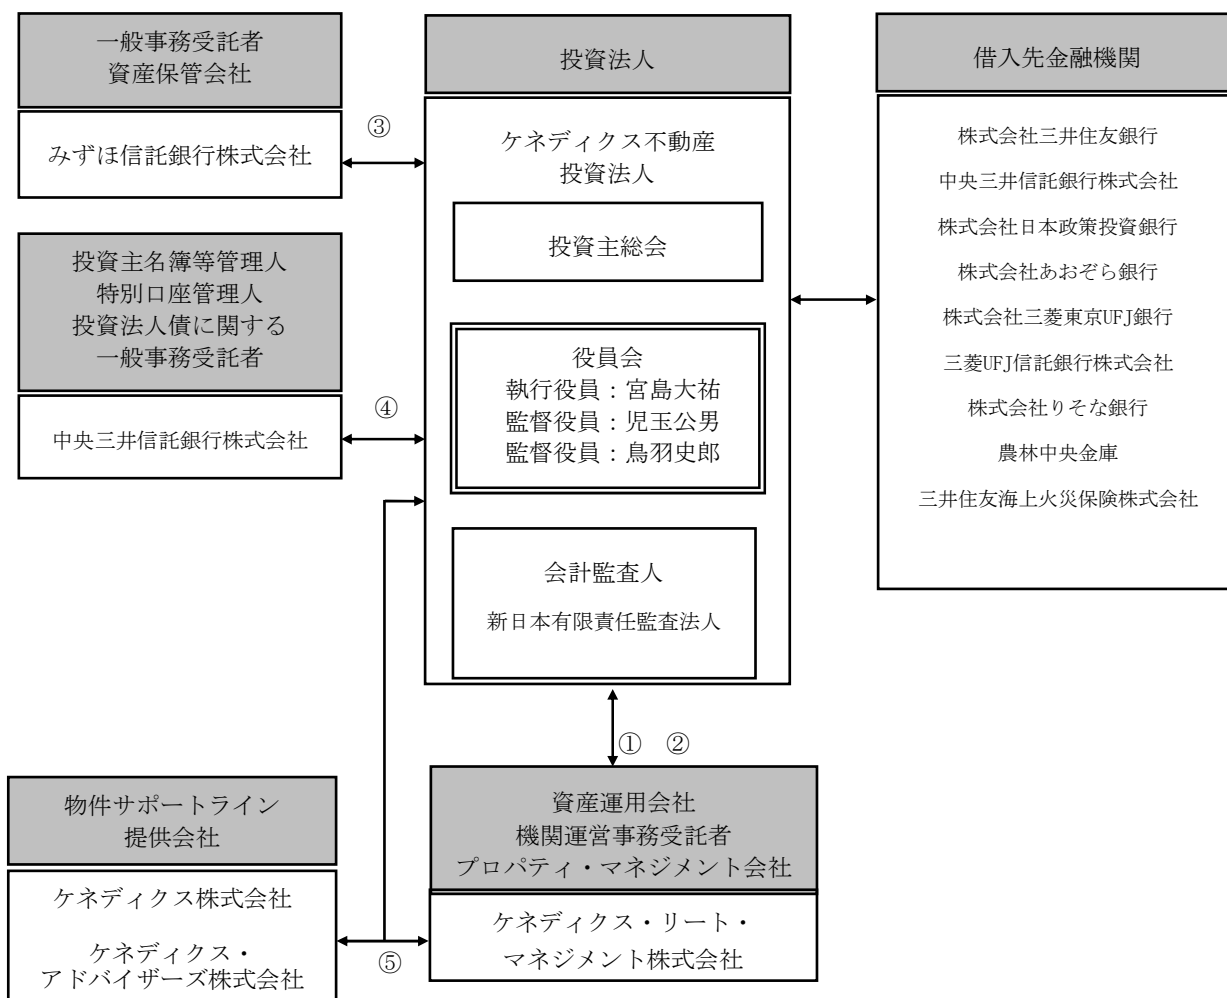 一般事務受託者
資産保管会社
みずほ信託銀行株式会社
③
投資主名簿等管理人
特別口座管理人
投資法人債に関する
一般事務受託者
中央三井信託銀行株式会社
④
投資法人
ケネディクス不動産
投資法人
投資主総会
役員会
執行役員：宮島大祐
監督役員：児玉公男
監督役員：鳥羽史郎
会計監査人
新日本有限責任監査法人
借入先金融機関
株式会社三井住友銀行
中央三井信託銀行株式会社
株式会社日本政策投資銀行
株式会社あおぞら銀行
株式会社三菱東京UFJ銀行
三菱UFJ信託銀行株式会社
株式会社りそな銀行
農林中央金庫
三井住友海上火災保険株式会社
① ②
物件サポートライン
提供会社
ケネディクス株式会社
ケネディクス・
アドバイザーズ株式会社
⑤
資産運用会社
機関運営事務受託者
プロパティ・マネジメント会社
ケネディクス・リート・
マネジメント株式会社